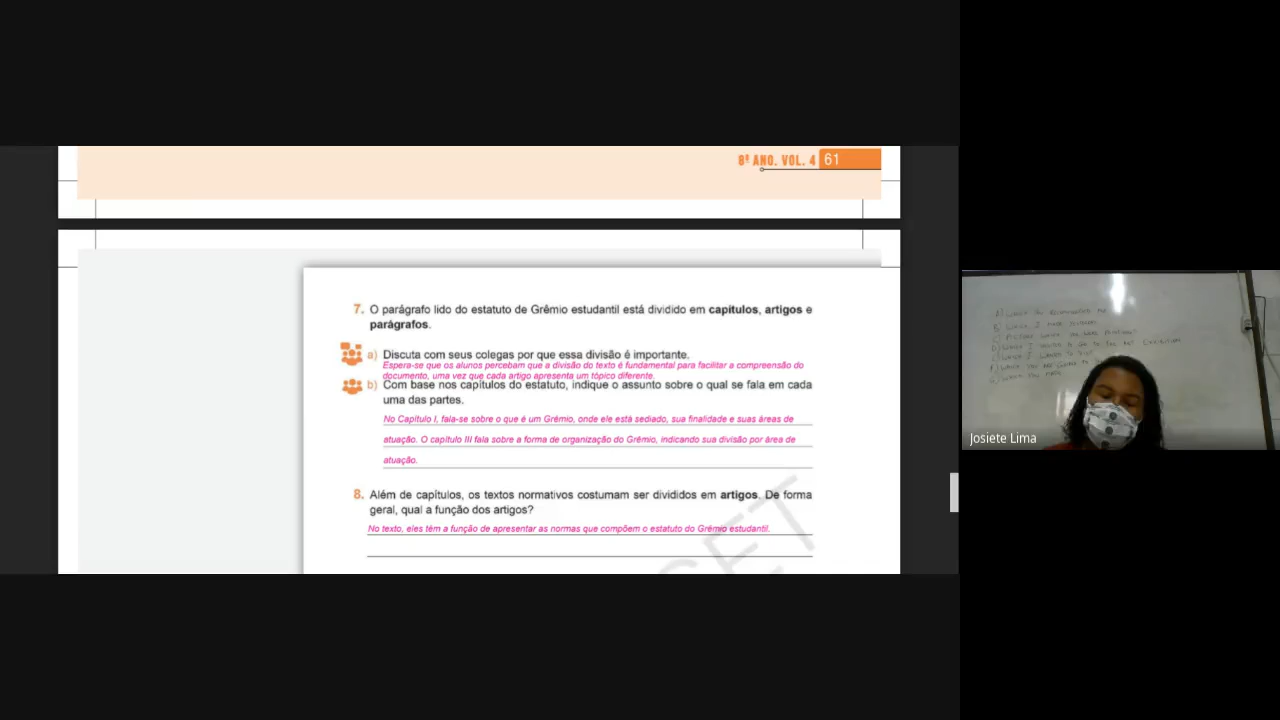 8º ANO. VOL. 4 61
7. O parágrafo lido do estatuto de Grêmio estudantil está dividido em capítulos, artigos e
parágrafos.
a) Discuta com seus colegas por que essa divisão é importante.
Espera-se que os alunos percebam que a divisão do texto é fundamental para facilitar a compreensão do
documento, uma vez que cada artigo apresenta um tópico diferente.
b) Com base nos capítulos do estatuto, indique o assunto sobre o qual se fala em cada
uma das partes.
No Capítulo I, fala-se sobre o que é um Grêmio, onde ele está sediado, sua finalidade e suas áreas de
atuação. O capítulo III fala sobre a forma de organização do Grêmio, indicando sua divisão por área de
atuação.
8. Além de capítulos, os textos normativos costumam ser divididos em artigos. De forma
geral, qual a função dos artigos?
No texto, eles têm a função de apresentar as normas que compõem o estatuto do Grêmio estudantil.
Josiete Lima